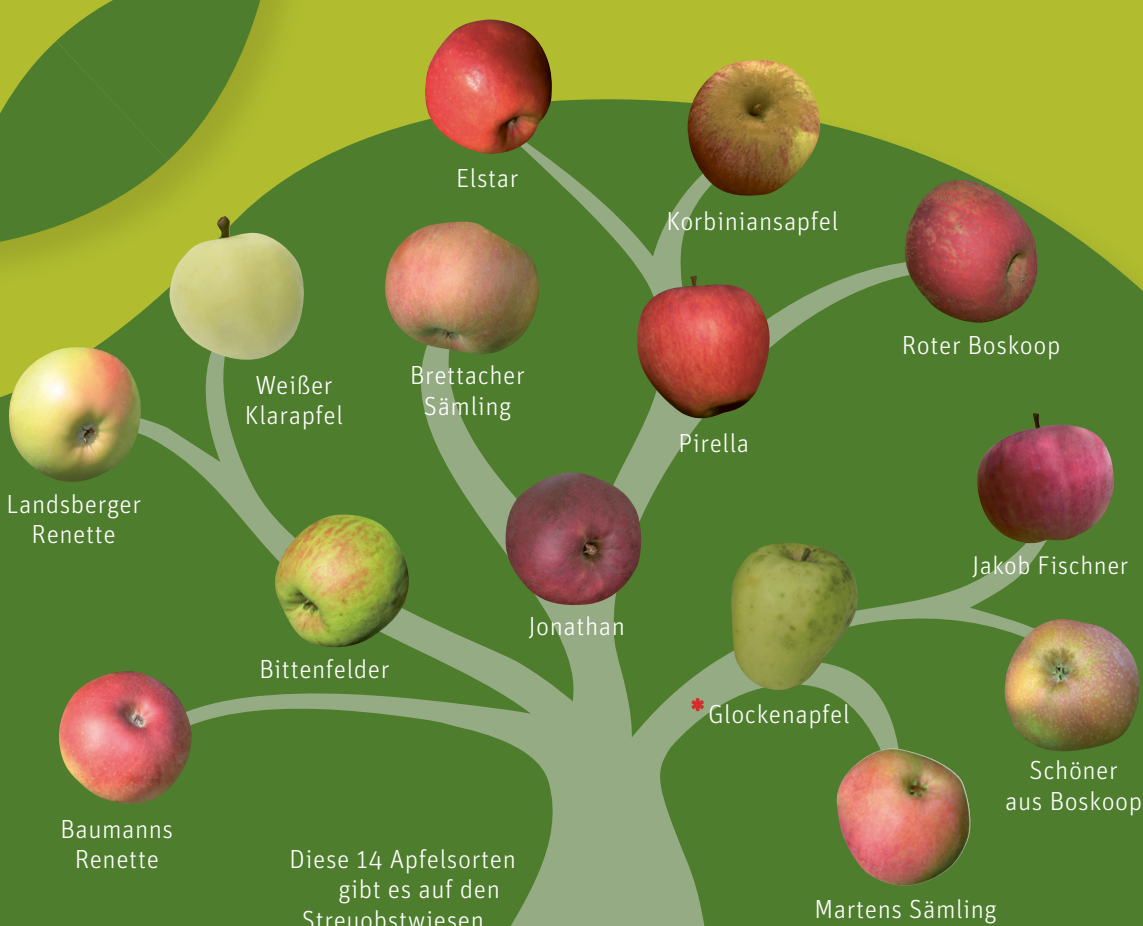 Elstar
Korbiniansapfel
Roter Boskoop
Weißer
Klarapfel
Brettacher
Sämling
Pirella
Landsberger
Renette
Jakob Fischner
Jonathan
Bittenfelder
*Glockenapfel
Schöner
aus Boskoop
Baumanns
Renette
Martens Sämling
Diese 14 Apfelsorten
gibt es auf den
Streuobstwiesen